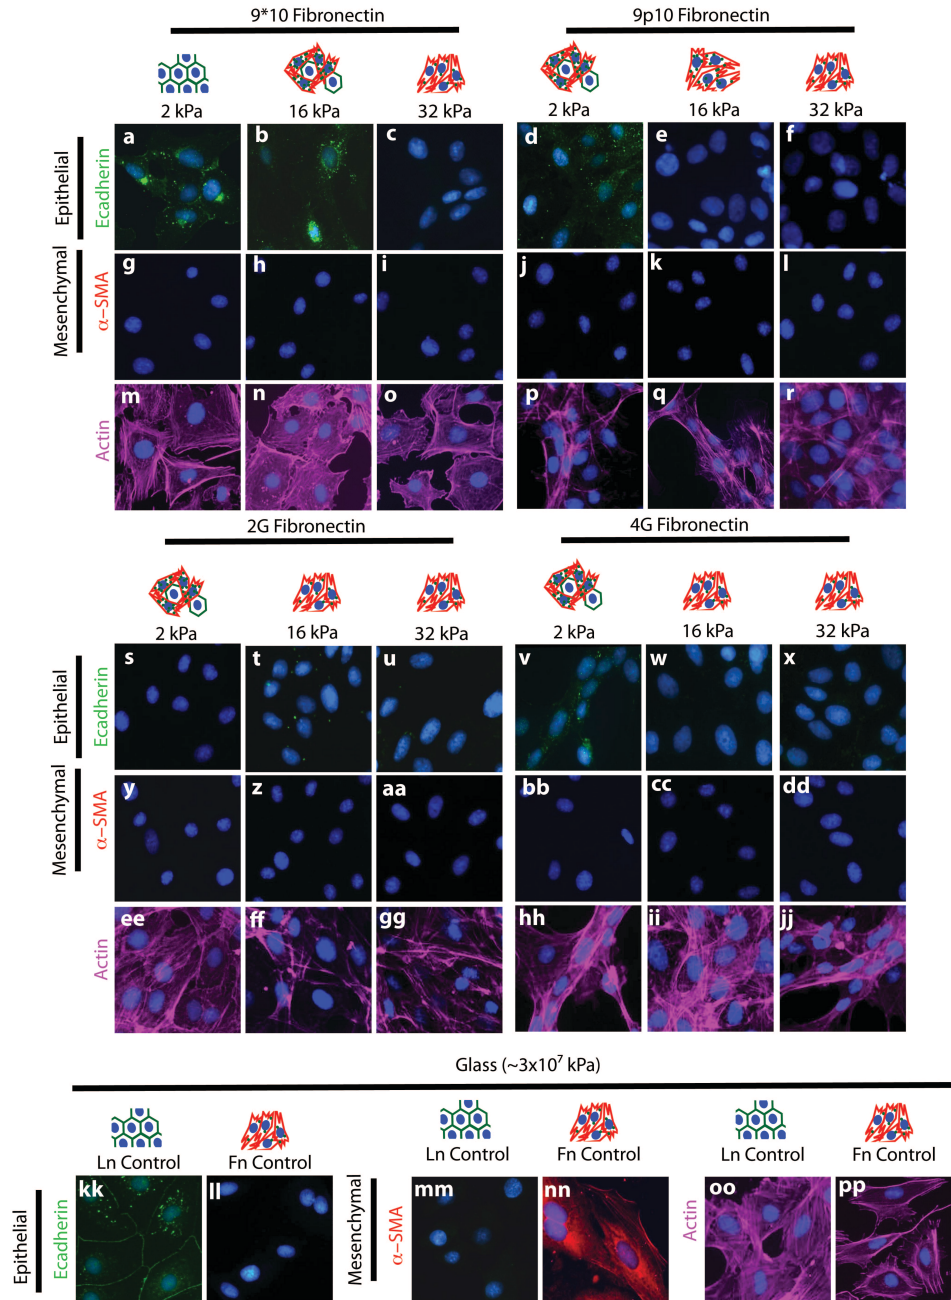 9*10 Fibronectin
9p10 Fibronectin
2 kPa
16 kPa
32 kPa
2 kPa
16 kPa
32 kPa
Epithelial
Ecadherin
a
b
c
d
e
f
Mesenchymal
α–SMA
g
h
i
j
k
l
Actin
m
n
o
p
q
r
2G Fibronectin
4G Fibronectin
2 kPa
16 kPa
32 kPa
2 kPa
16 kPa
32 kPa
Epithelial
Ecadherin
s
t
u
v
w
x
Mesenchymal
α–SMA
y
z
aa
bb
cc
dd
Actin
ee
ff
gg
hh
ii
jj
Glass (~3x10⁷ kPa)
Ln Control
Fn Control
Ln Control
Fn Control
Ln Control
Fn Control
Epithelial
Ecadherin
kk
ll
Mesenchymal
α–SMA
mm
nn
Actin
oo
pp